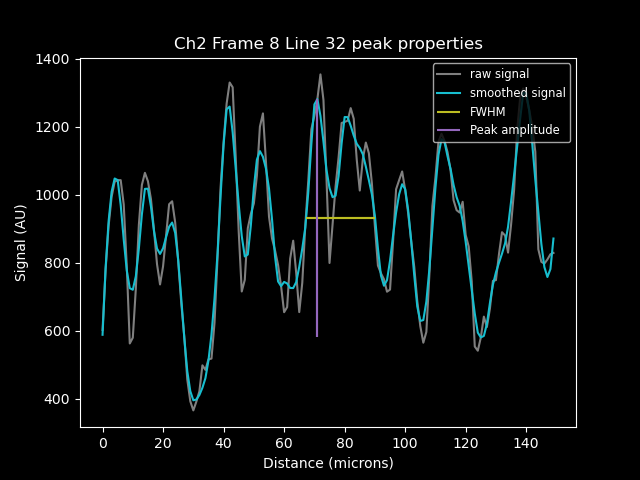 Ch2 Frame 8 Line 32 peak properties
raw signal
smoothed signal
FWHM
Peak amplitude
Signal (AU)
1400
1200
1000
800
600
400
0 20 40 60 80 100 120 140
Distance (microns)